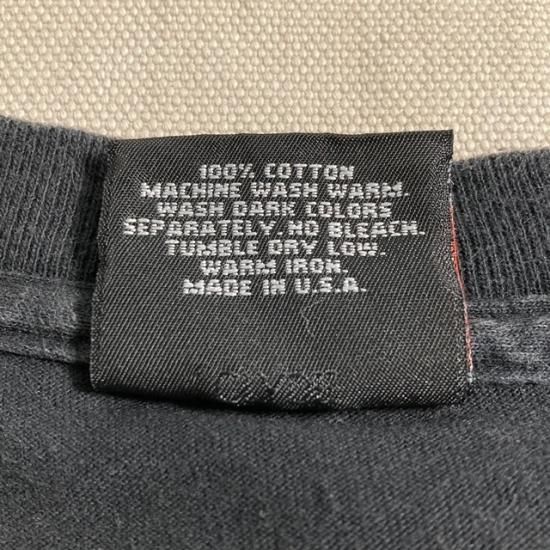 100% COTTON
MACHINE WASH WARM.
WASH DARK COLORS
SEPARATELY. NO BLEACH.
TUMBLE DRY LOW.
WARM IRON.
MADE IN U.S.A.